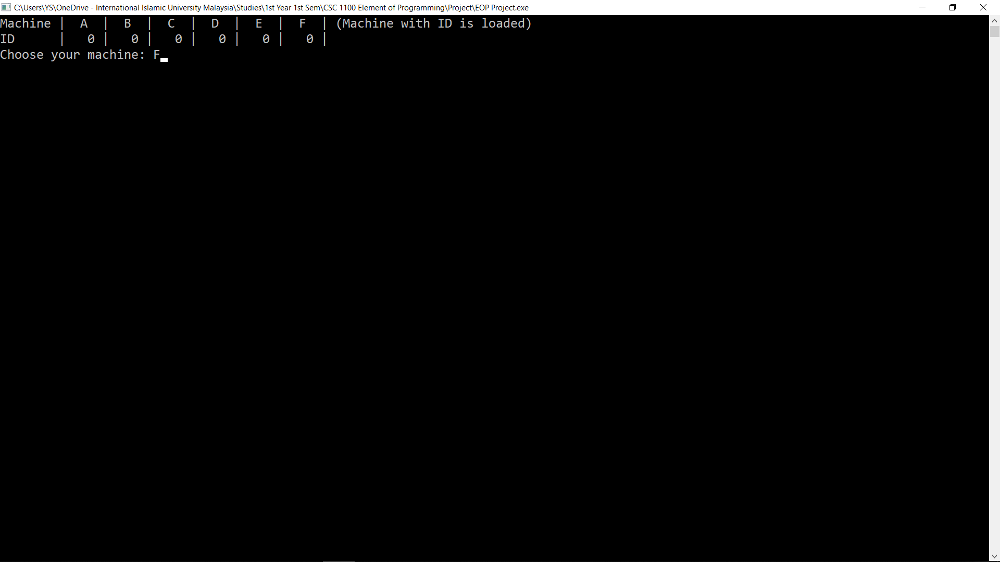 C:\Users\YS\OneDrive - International Islamic University Malaysia\Studies\1st Year 1st Sem\CSC 1100 Element of Programming\Project\EOP Project.exe
Machine |  A  |  B  |  C  |  D  |  E  |  F  | (Machine with ID is loaded)
ID      |   0 |   0 |   0 |   0 |   0 |   0 |
Choose your machine: F